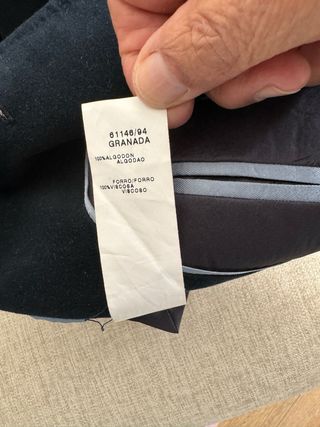 61146/94
GRANADA
100%ALGODON
ALGODAO
FORRO/FORRO
100%VISCOSA
VISCOSO